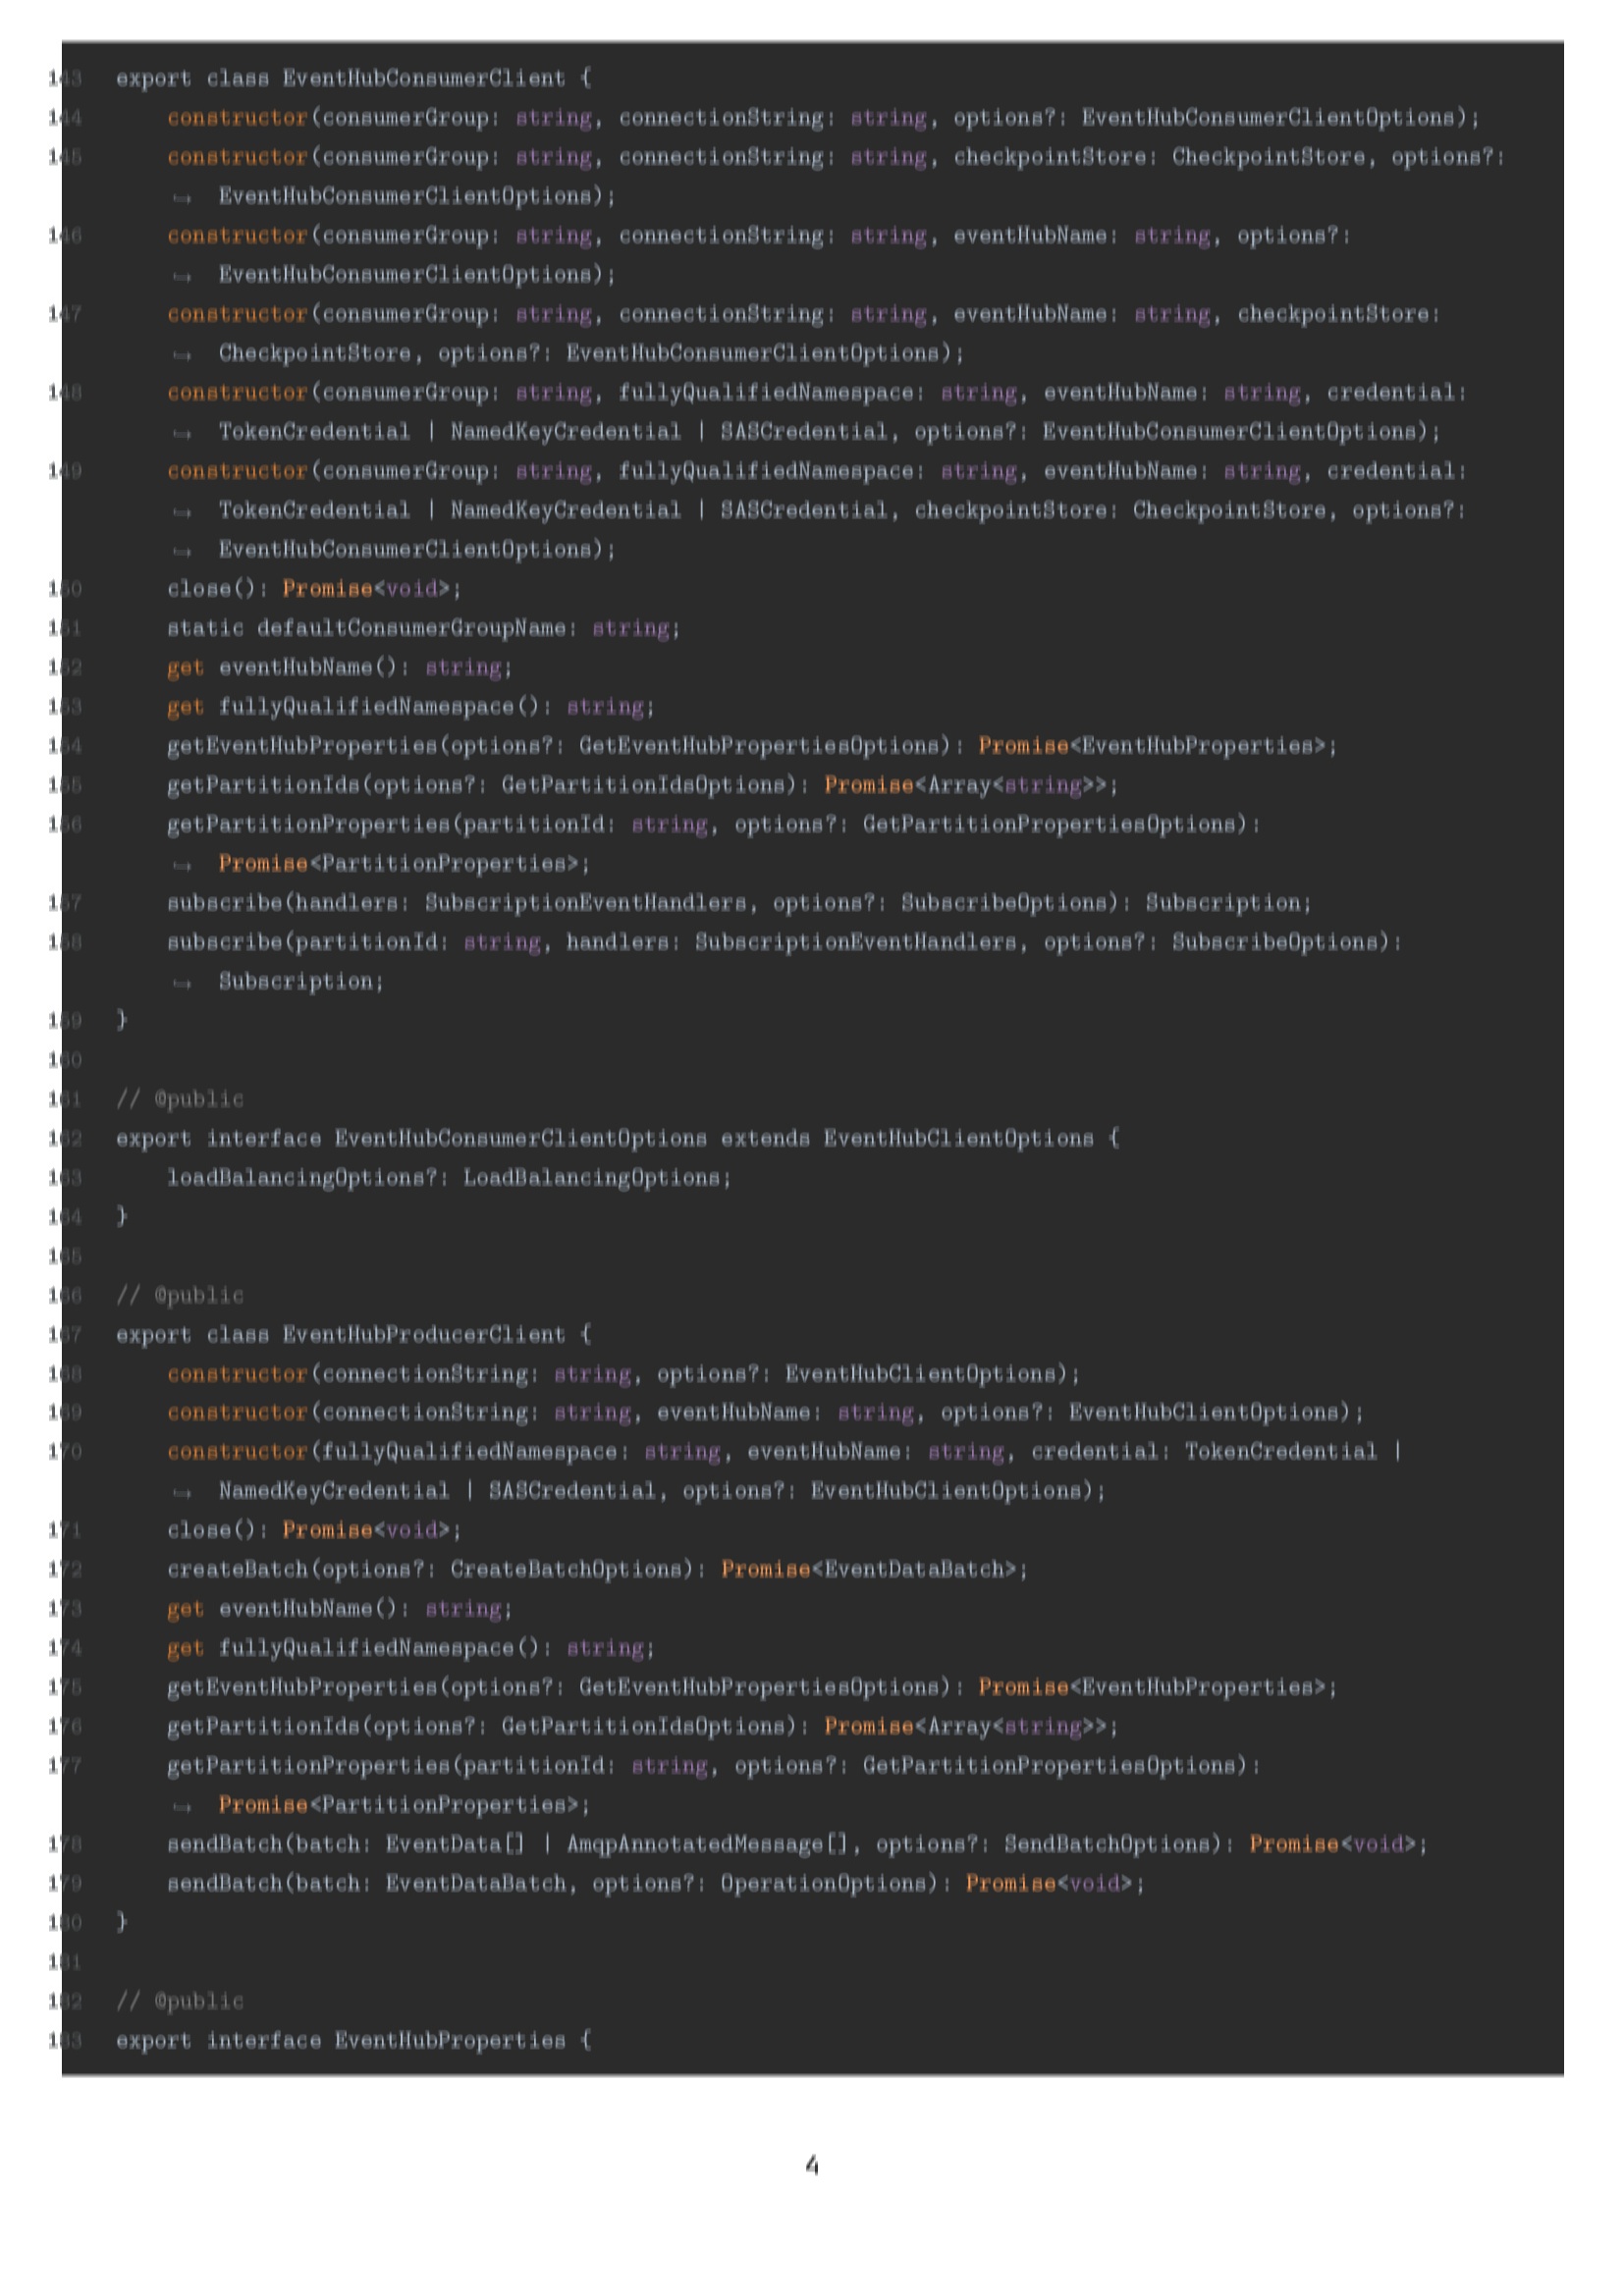 143 export class EventHubConsumerClient {
144     constructor(consumerGroup: string, connectionString: string, options?: EventHubConsumerClientOptions);
145     constructor(consumerGroup: string, connectionString: string, checkpointStore: CheckpointStore, options?:
↪ EventHubConsumerClientOptions);
146     constructor(consumerGroup: string, connectionString: string, eventHubName: string, options?:
↪ EventHubConsumerClientOptions);
147     constructor(consumerGroup: string, connectionString: string, eventHubName: string, checkpointStore:
↪ CheckpointStore, options?: EventHubConsumerClientOptions);
148     constructor(consumerGroup: string, fullyQualifiedNamespace: string, eventHubName: string, credential:
↪ TokenCredential | NamedKeyCredential | SASCredential, options?: EventHubConsumerClientOptions);
149     constructor(consumerGroup: string, fullyQualifiedNamespace: string, eventHubName: string, credential:
↪ TokenCredential | NamedKeyCredential | SASCredential, checkpointStore: CheckpointStore, options?:
↪ EventHubConsumerClientOptions);
150     close(): Promise<void>;
151     static defaultConsumerGroupName: string;
152     get eventHubName(): string;
153     get fullyQualifiedNamespace(): string;
154     getEventHubProperties(options?: GetEventHubPropertiesOptions): Promise<EventHubProperties>;
155     getPartitionIds(options?: GetPartitionIdsOptions): Promise<Array<string>>;
156     getPartitionProperties(partitionId: string, options?: GetPartitionPropertiesOptions):
↪ Promise<PartitionProperties>;
157     subscribe(handlers: SubscriptionEventHandlers, options?: SubscribeOptions): Subscription;
158     subscribe(partitionId: string, handlers: SubscriptionEventHandlers, options?: SubscribeOptions):
↪ Subscription;
159 }
160
161 // @public
162 export interface EventHubConsumerClientOptions extends EventHubClientOptions {
163     loadBalancingOptions?: LoadBalancingOptions;
164 }
165
166 // @public
167 export class EventHubProducerClient {
168     constructor(connectionString: string, options?: EventHubClientOptions);
169     constructor(connectionString: string, eventHubName: string, options?: EventHubClientOptions);
170     constructor(fullyQualifiedNamespace: string, eventHubName: string, credential: TokenCredential |
↪ NamedKeyCredential | SASCredential, options?: EventHubClientOptions);
171     close(): Promise<void>;
172     createBatch(options?: CreateBatchOptions): Promise<EventDataBatch>;
173     get eventHubName(): string;
174     get fullyQualifiedNamespace(): string;
175     getEventHubProperties(options?: GetEventHubPropertiesOptions): Promise<EventHubProperties>;
176     getPartitionIds(options?: GetPartitionIdsOptions): Promise<Array<string>>;
177     getPartitionProperties(partitionId: string, options?: GetPartitionPropertiesOptions):
↪ Promise<PartitionProperties>;
178     sendBatch(batch: EventData[] | AmqpAnnotatedMessage[], options?: SendBatchOptions): Promise<void>;
179     sendBatch(batch: EventDataBatch, options?: OperationOptions): Promise<void>;
180 }
181
182 // @public
183 export interface EventHubProperties {
4